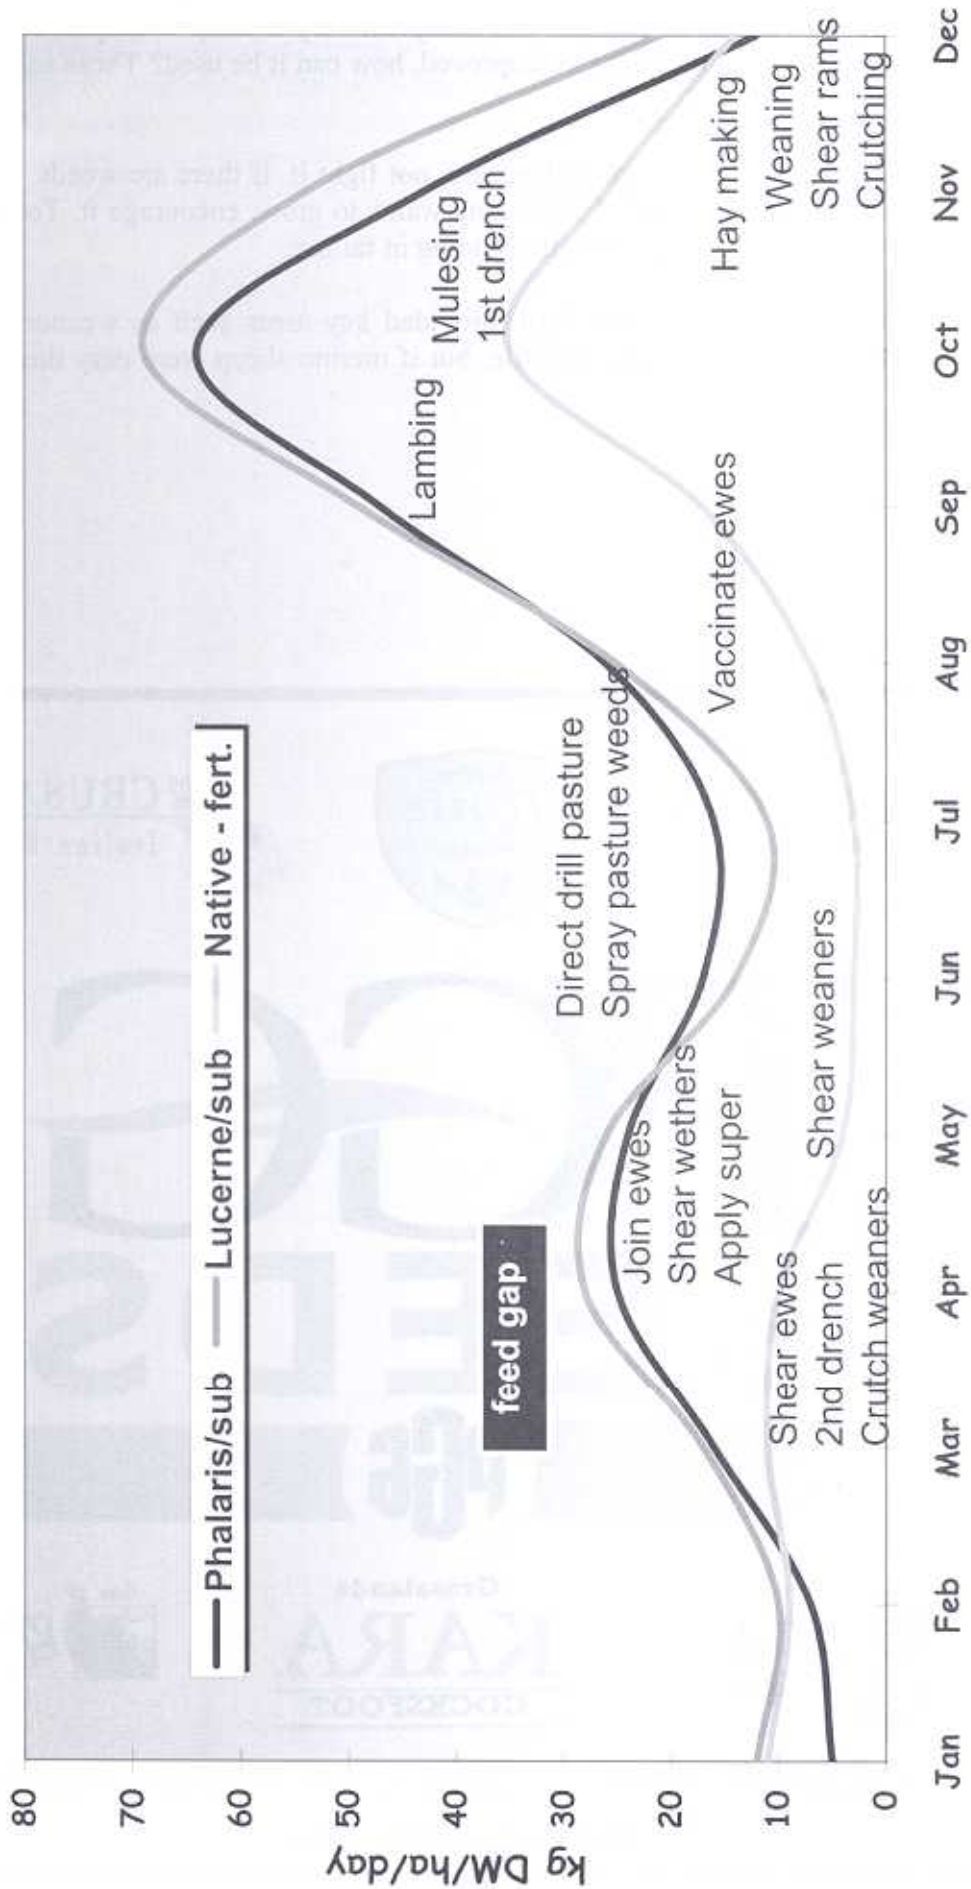 80
70
60
50
40
30
20
10
0
kg DM/ha/day
Phalaris/sub Lucerne/sub Native - fert.
feed gap
Direct drill pasture
Spray pasture weeds
Lambing
Mulesing
1st drench
Join ewes
Shear wethers
Apply super
Vaccinate ewes
Hay making
Weaning
Shear rams
Crutching
Shear ewes
2nd drench
Crutch weaners
Shear weaners
Jan Feb Mar Apr May Jun Jul Aug Sep Oct Nov Dec